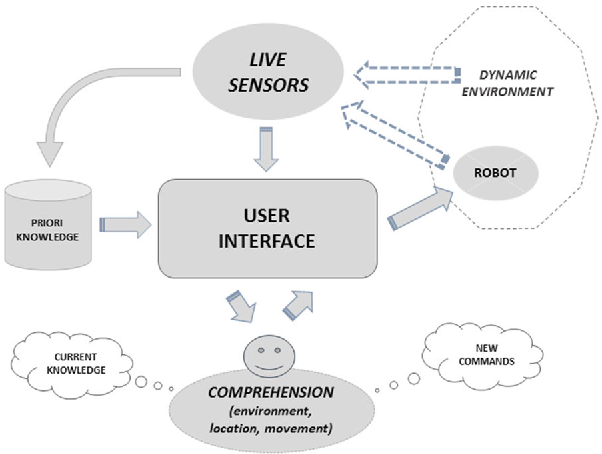 LIVE
SENSORS
DYNAMIC
ENVIRONMENT
ROBOT
PRIORI
KNOWLEDGE
USER
INTERFACE
CURRENT
KNOWLEDGE
NEW
COMMANDS
COMPREHENSION
(environment,
location, movement)